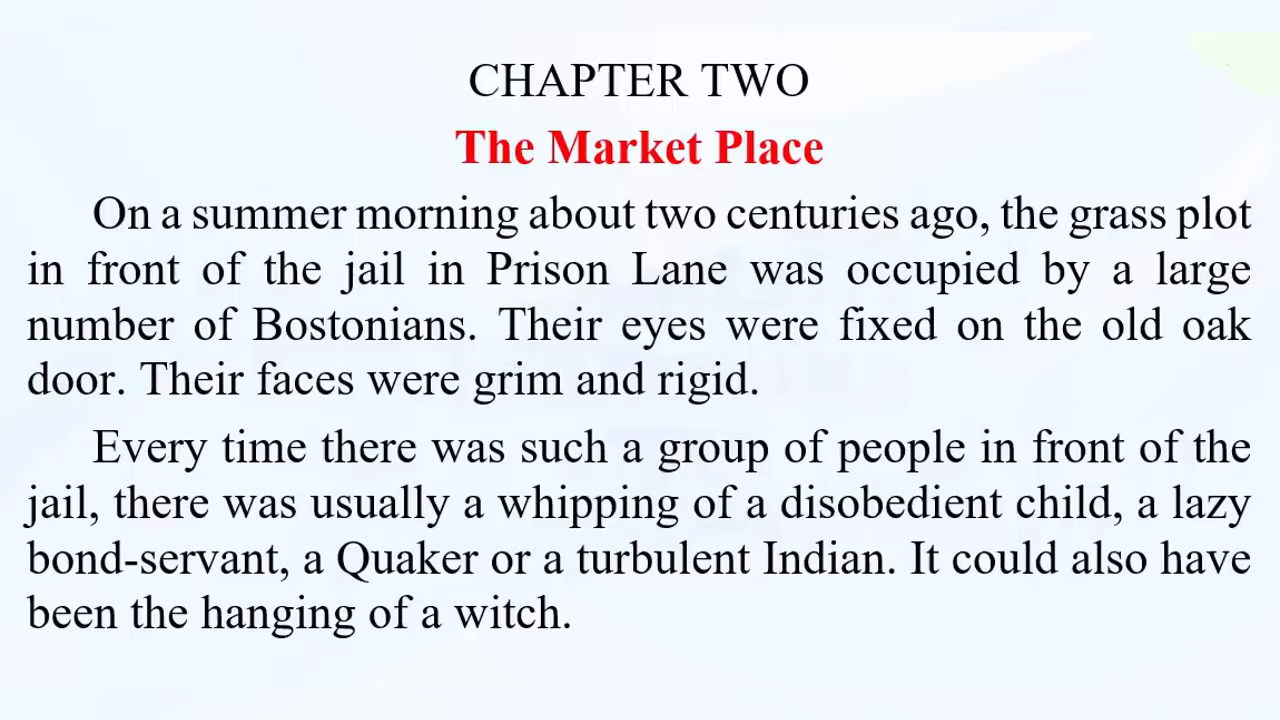 CHAPTER TWO
The Market Place
On a summer morning about two centuries ago, the grass plot
in front of the jail in Prison Lane was occupied by a large
number of Bostonians. Their eyes were fixed on the old oak
door. Their faces were grim and rigid.
Every time there was such a group of people in front of the
jail, there was usually a whipping of a disobedient child, a lazy
bond-servant, a Quaker or a turbulent Indian. It could also have
been the hanging of a witch.